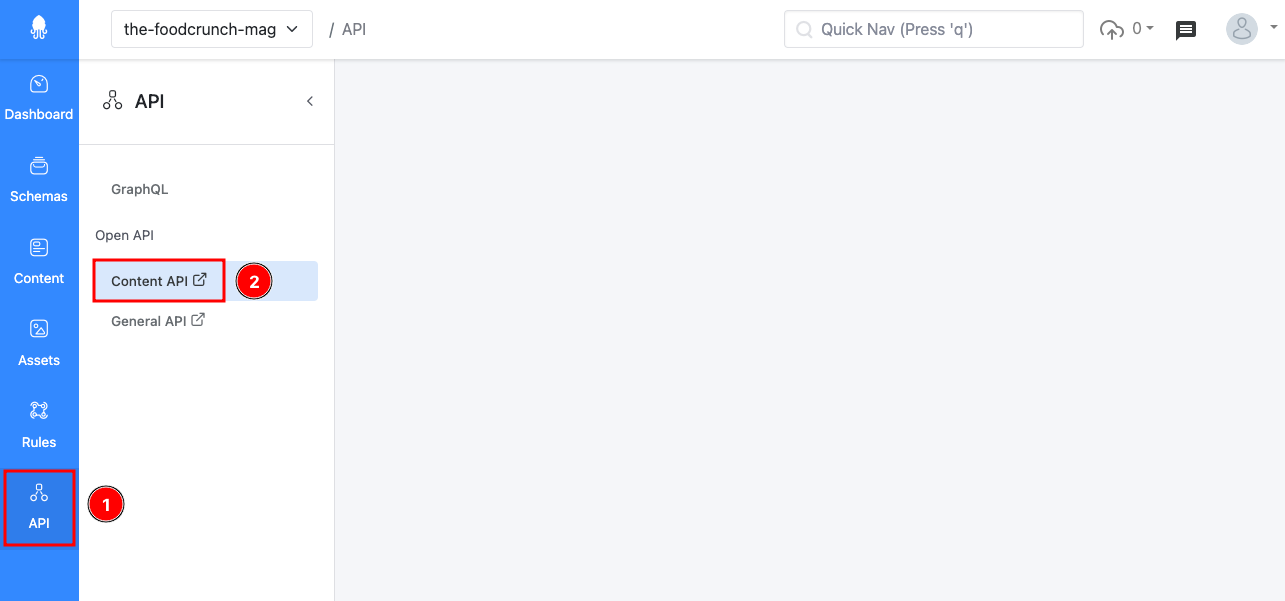 the-foodcrunch-mag / API
Quick Nav (Press 'q')
0
Dashboard
Schemas
Content
Assets
Rules
API
1
API
GraphQL
Open API
Content API
2
General API